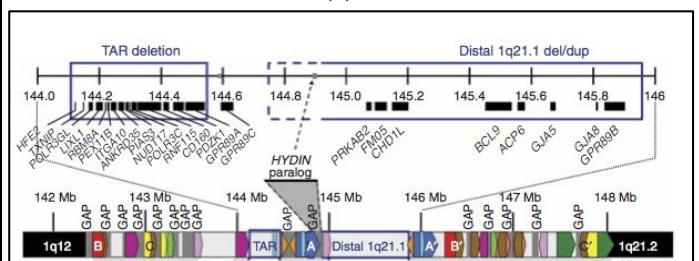 TAR deletion
Distal 1q21.1 del/dup
144.0 144.2 144.4 144.6 144.8 145.0 145.2 145.4 145.6 145.8 146
HFE2
TXNIP
POLR3GL
LIXL1
RBM8A
PEX11B
ITGA10
ANKRD35
PIAS3
NUDT17
POLR3C
RNF115
CD160
PDZK1
GPR89A
GPR89C
PRKAB2
FM05
CHD1L
BCL9
ACP6
GJA5
GJA8
GPR89B
HYDIN
paralog
142 Mb 143 Mb 144 Mb 145 Mb 146 Mb 147 Mb 148 Mb
GAP GAP GAP GAP GAP GAP GAP GAP GAP GAP GAP GAP GAP
1q12 B C TAR A Distal 1q21.1 A' B' C' 1q21.2